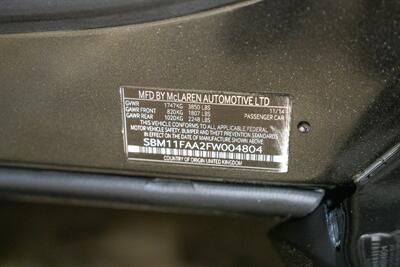 MFD BY McLAREN AUTOMOTIVE LTD
GVWR 1747KG 3850 LBS 11/14
GAWR FRONT 820KG 1807 LBS PASSENGER CAR
GAWR REAR 1020KG 2248 LBS
THIS VEHICLE CONFORMS TO ALL APPLICABLE FEDERAL
MOTOR VEHICLE SAFETY, BUMPER AND THEFT PREVENTION STANDARDS
IN EFFECT ON THE DATE OF MANUFACTURE SHOWN ABOVE
SBM11FAA2FW004804
COUNTRY OF ORIGIN UNITED KINGDOM